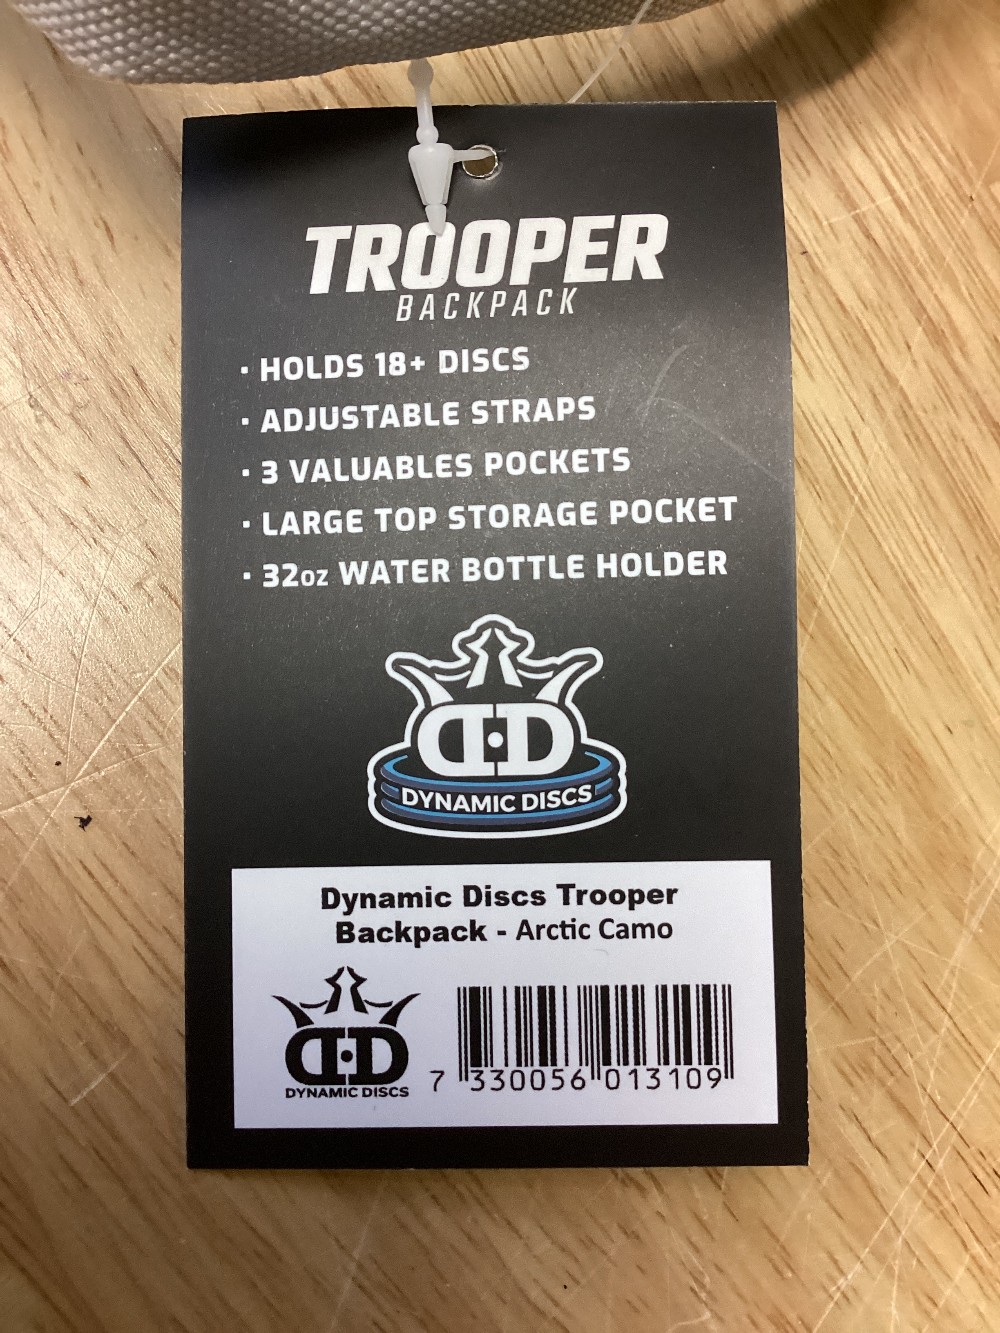 TROOPER
BACKPACK
· HOLDS 18+ DISCS
· ADJUSTABLE STRAPS
· 3 VALUABLES POCKETS
· LARGE TOP STORAGE POCKET
· 32oz WATER BOTTLE HOLDER
D·D
DYNAMIC DISCS
Dynamic Discs Trooper
Backpack - Arctic Camo
D·D
DYNAMIC DISCS
7 330056 013109